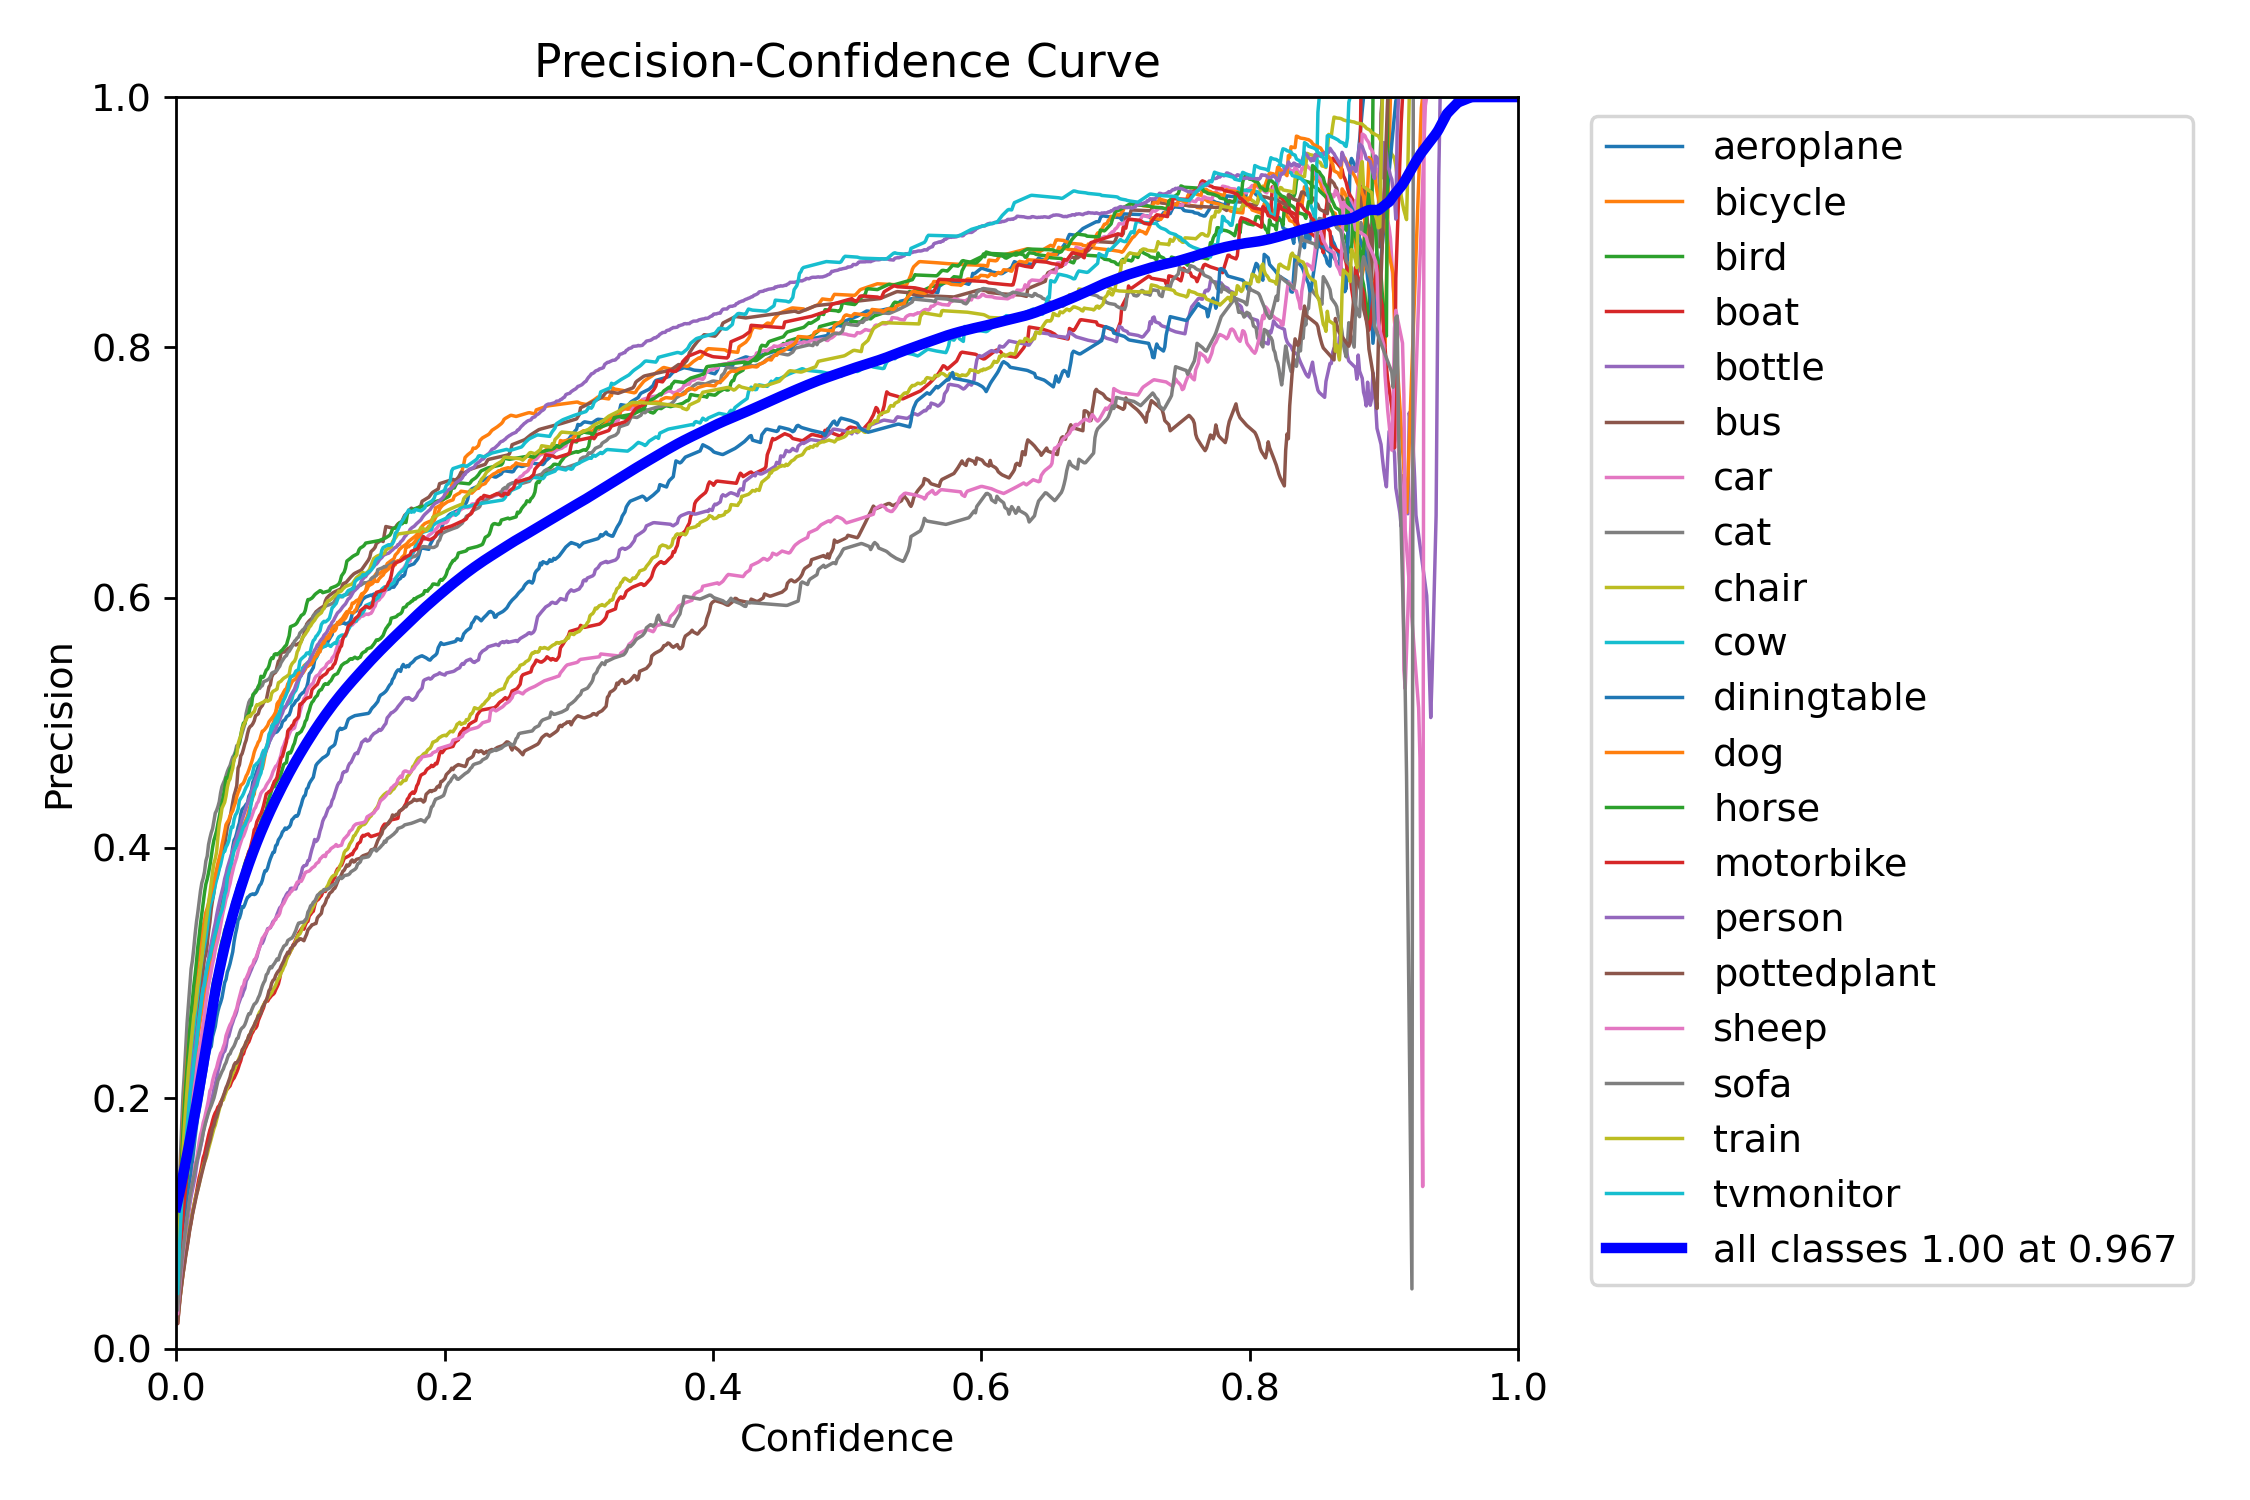 Precision-Confidence Curve
1.0
0.8
0.6
0.4
0.2
0.0
Precision
0.0 0.2 0.4 0.6 0.8 1.0
Confidence
aeroplane
bicycle
bird
boat
bottle
bus
car
cat
chair
cow
diningtable
dog
horse
motorbike
person
pottedplant
sheep
sofa
train
tvmonitor
all classes 1.00 at 0.967